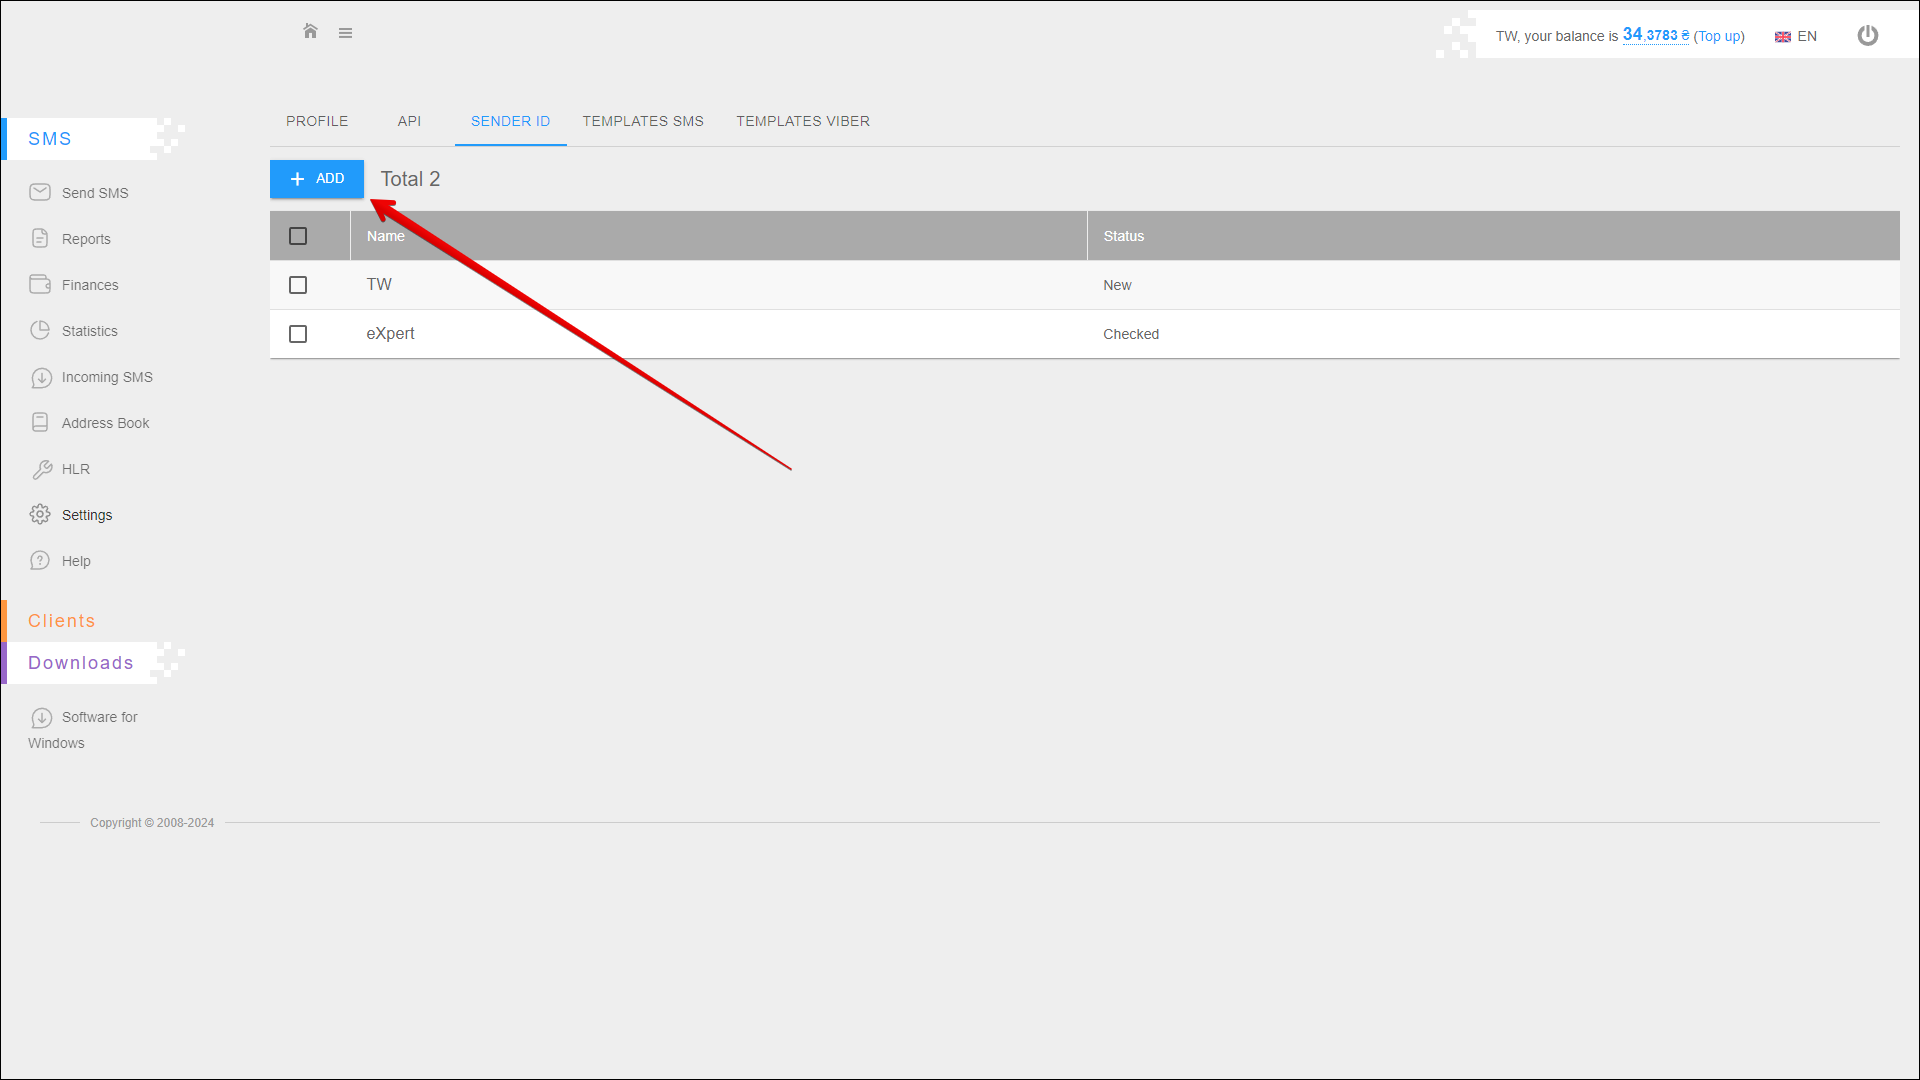 TW, your balance is 34,3783 ₴ (Top up) EN
SMS
Send SMS
Reports
Finances
Statistics
Incoming SMS
Address Book
HLR
Settings
Help
Clients
Downloads
Software for
Windows
PROFILE API SENDER ID TEMPLATES SMS TEMPLATES VIBER
+ ADD Total 2
Name Status
TW New
eXpert Checked
Copyright © 2008-2024